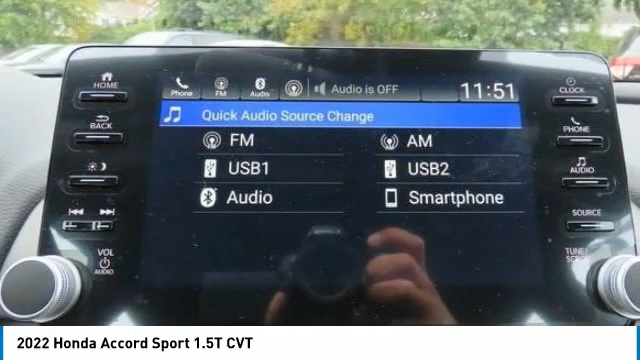 HOME
BACK
VOL
AUDIO
Phone
FM
Audio
Audio is OFF
11:51
Quick Audio Source Change
FM
AM
USB1
USB2
Audio
Smartphone
CLOCK
PHONE
AUDIO
SOURCE
TUNE/
2022 Honda Accord Sport 1.5T CVT